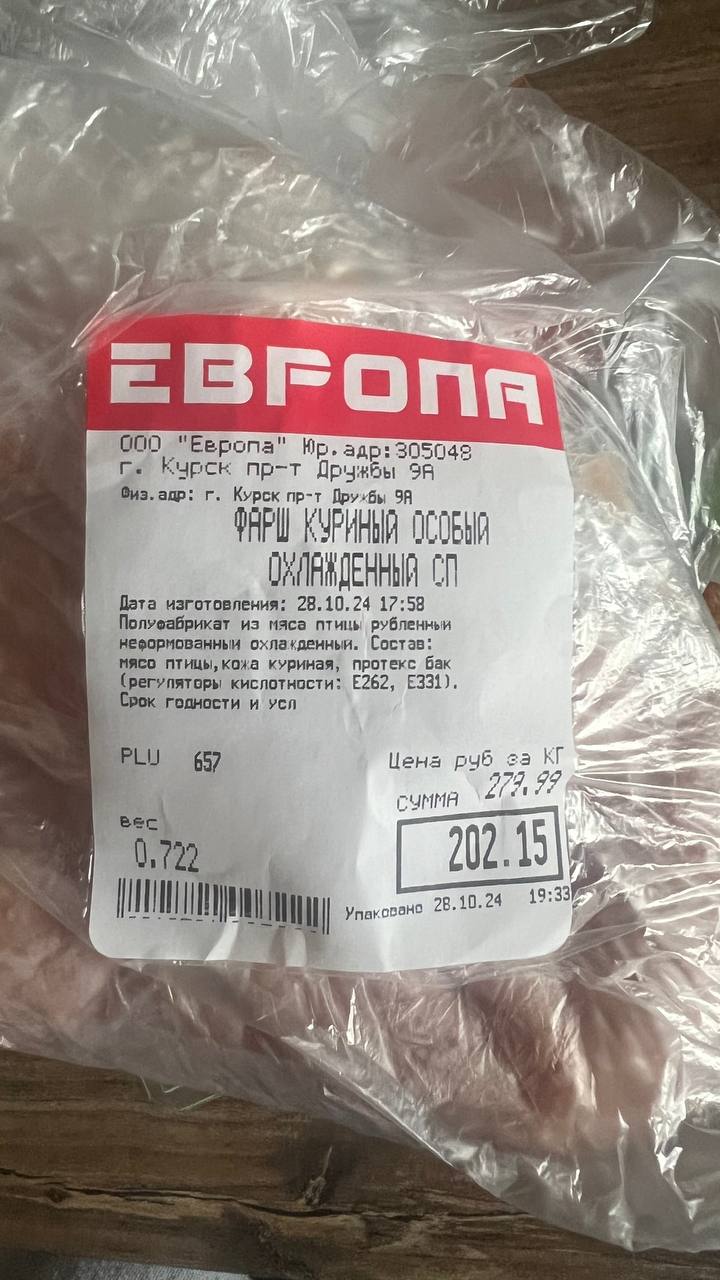 ЕВРОПА
ООО "Европа" Юр.адр:305048
г. Курск пр-т Дружбы 9А
Физ.адр: г. Курск пр-т Дружбы 9А
ФАРШ КУРИНЫЙ ОСОБЫЙ
ОХЛАЖДЕННЫЙ СП
Дата изготовления: 28.10.24 17:58
Полуфабрикат из мяса птицы рубленный
неформованный охлажденный. Состав:
мясо птицы,кожа куриная, протекс бак
(регуляторы кислотности: Е262, Е331).
Срок годности и усл
PLU 657
Цена руб за КГ
279.99
СУММА
202.15
вес
0.722
Упаковано 28.10.24 19:33